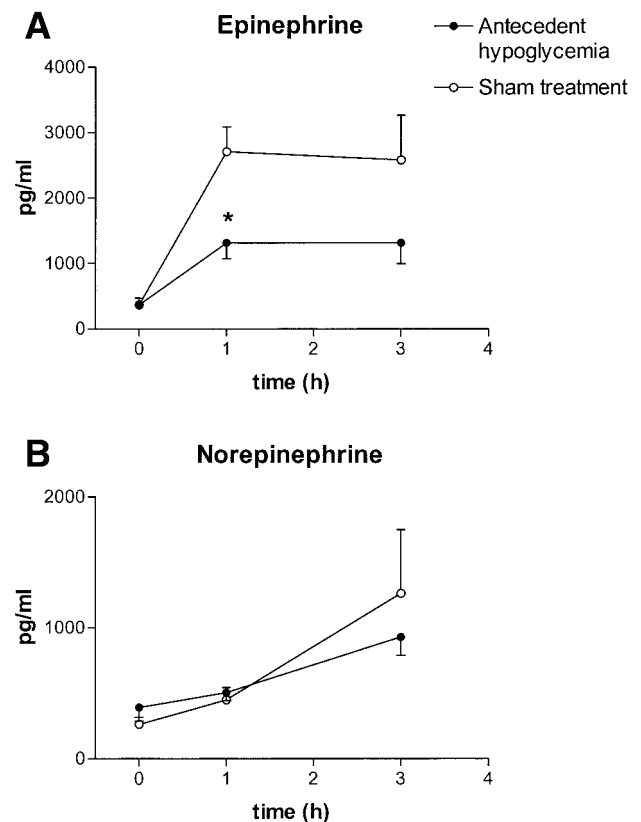 A
Epinephrine
Antecedent
hypoglycemia
Sham treatment
4000
3000
2000
1000
0
pg/ml
*
0 1 2 3 4
time (h)
B
Norepinephrine
2000
1000
0
pg/ml
0 1 2 3 4
time (h)